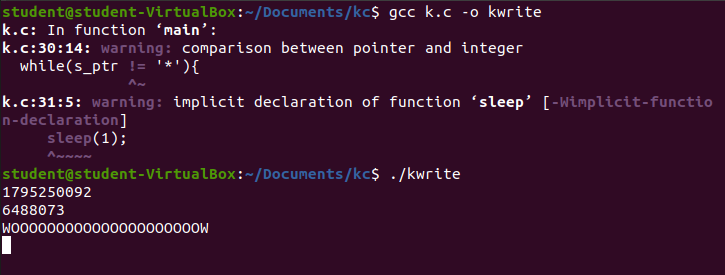 student@student-VirtualBox:~/Documents/kc$ gcc k.c -o kwrite
k.c: In function ‘main’:
k.c:30:14: warning: comparison between pointer and integer
  while(s_ptr != '*'){
              ^~
k.c:31:5: warning: implicit declaration of function ‘sleep’ [-Wimplicit-functio
n-declaration]
     sleep(1);
     ^~~~~
student@student-VirtualBox:~/Documents/kc$ ./kwrite
1795250092
6488073
WOOOOOOOOOOOOOOOOOOOOOW